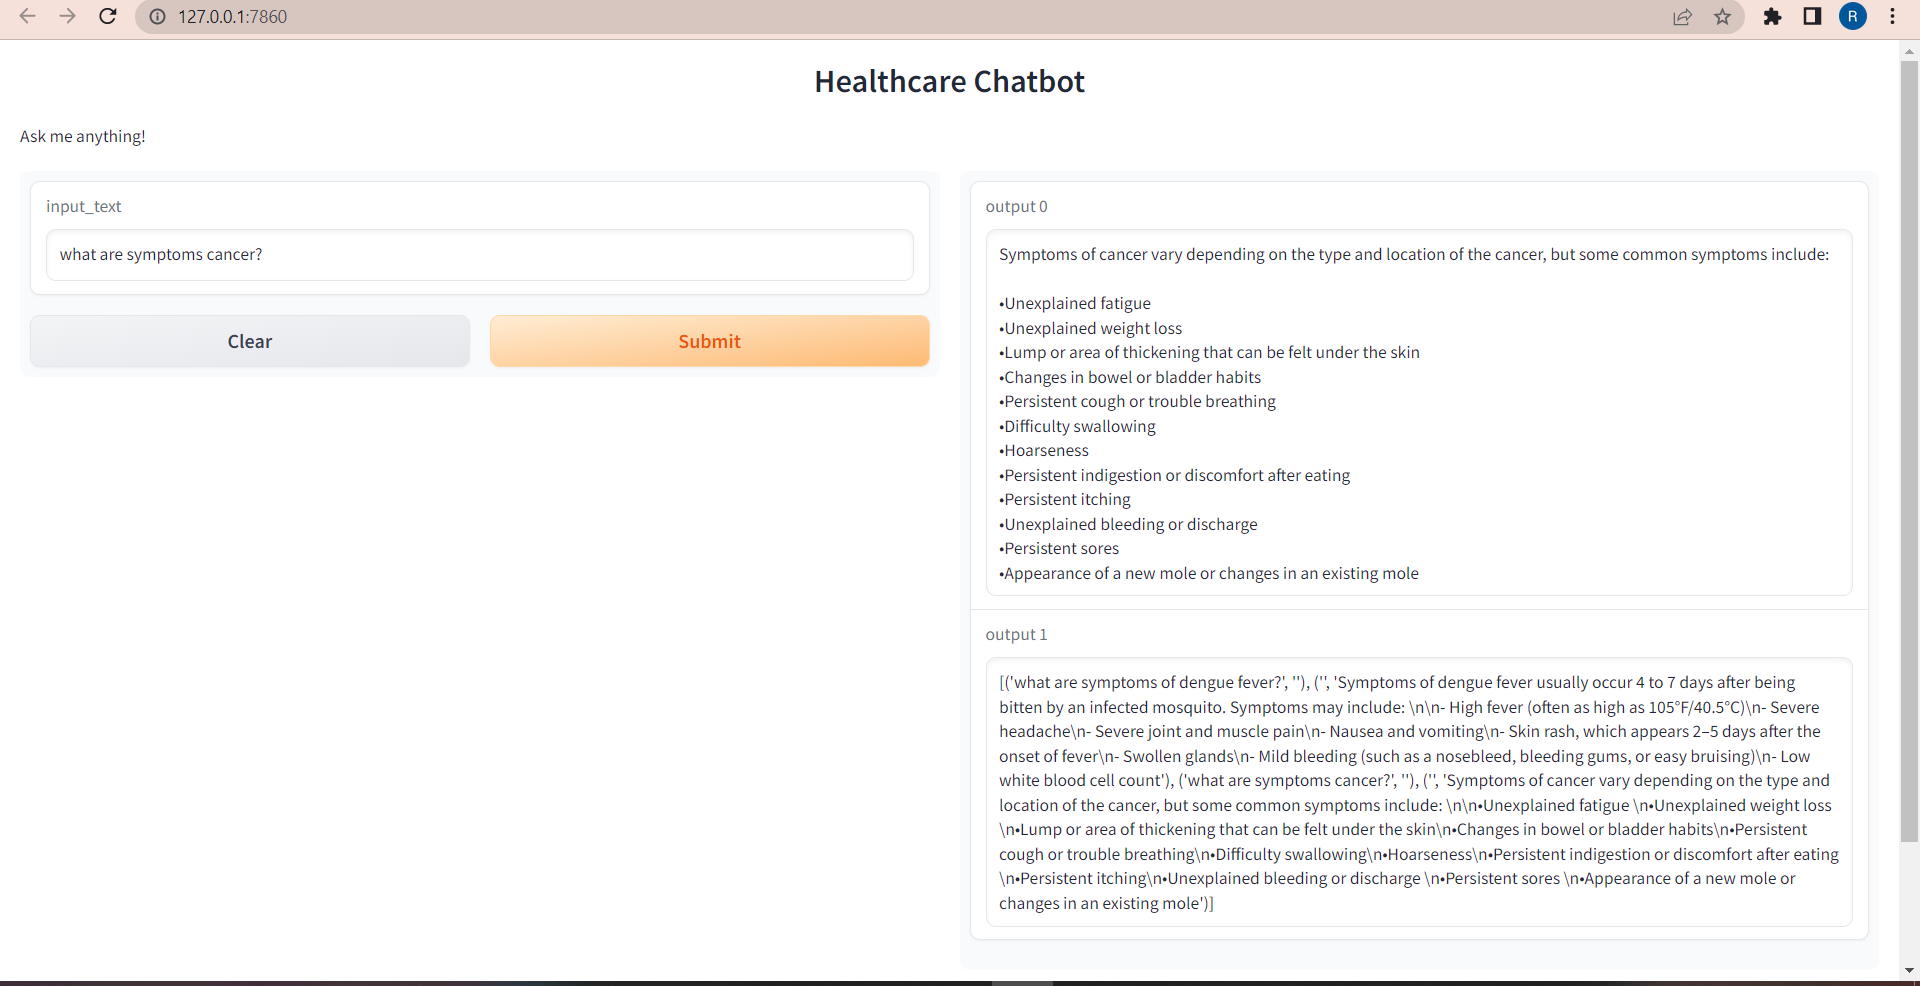 127.0.0.1:7860
R
Healthcare Chatbot
Ask me anything!
input_text
what are symptoms cancer?
Clear
Submit
output 0
Symptoms of cancer vary depending on the type and location of the cancer, but some common symptoms include:
•Unexplained fatigue
•Unexplained weight loss
•Lump or area of thickening that can be felt under the skin
•Changes in bowel or bladder habits
•Persistent cough or trouble breathing
•Difficulty swallowing
•Hoarseness
•Persistent indigestion or discomfort after eating
•Persistent itching
•Unexplained bleeding or discharge
•Persistent sores
•Appearance of a new mole or changes in an existing mole
output 1
[('what are symptoms of dengue fever?', ''), ('', 'Symptoms of dengue fever usually occur 4 to 7 days after being
bitten by an infected mosquito. Symptoms may include: \n\n- High fever (often as high as 105°F/40.5°C)\n- Severe
headache\n- Severe joint and muscle pain\n- Nausea and vomiting\n- Skin rash, which appears 2–5 days after the
onset of fever\n- Swollen glands\n- Mild bleeding (such as a nosebleed, bleeding gums, or easy bruising)\n- Low
white blood cell count'), ('what are symptoms cancer?', ''), ('', 'Symptoms of cancer vary depending on the type and
location of the cancer, but some common symptoms include: \n\n•Unexplained fatigue \n•Unexplained weight loss
\n•Lump or area of thickening that can be felt under the skin\n•Changes in bowel or bladder habits\n•Persistent
cough or trouble breathing\n•Difficulty swallowing\n•Hoarseness\n•Persistent indigestion or discomfort after eating
\n•Persistent itching\n•Unexplained bleeding or discharge \n•Persistent sores \n•Appearance of a new mole or
changes in an existing mole')]